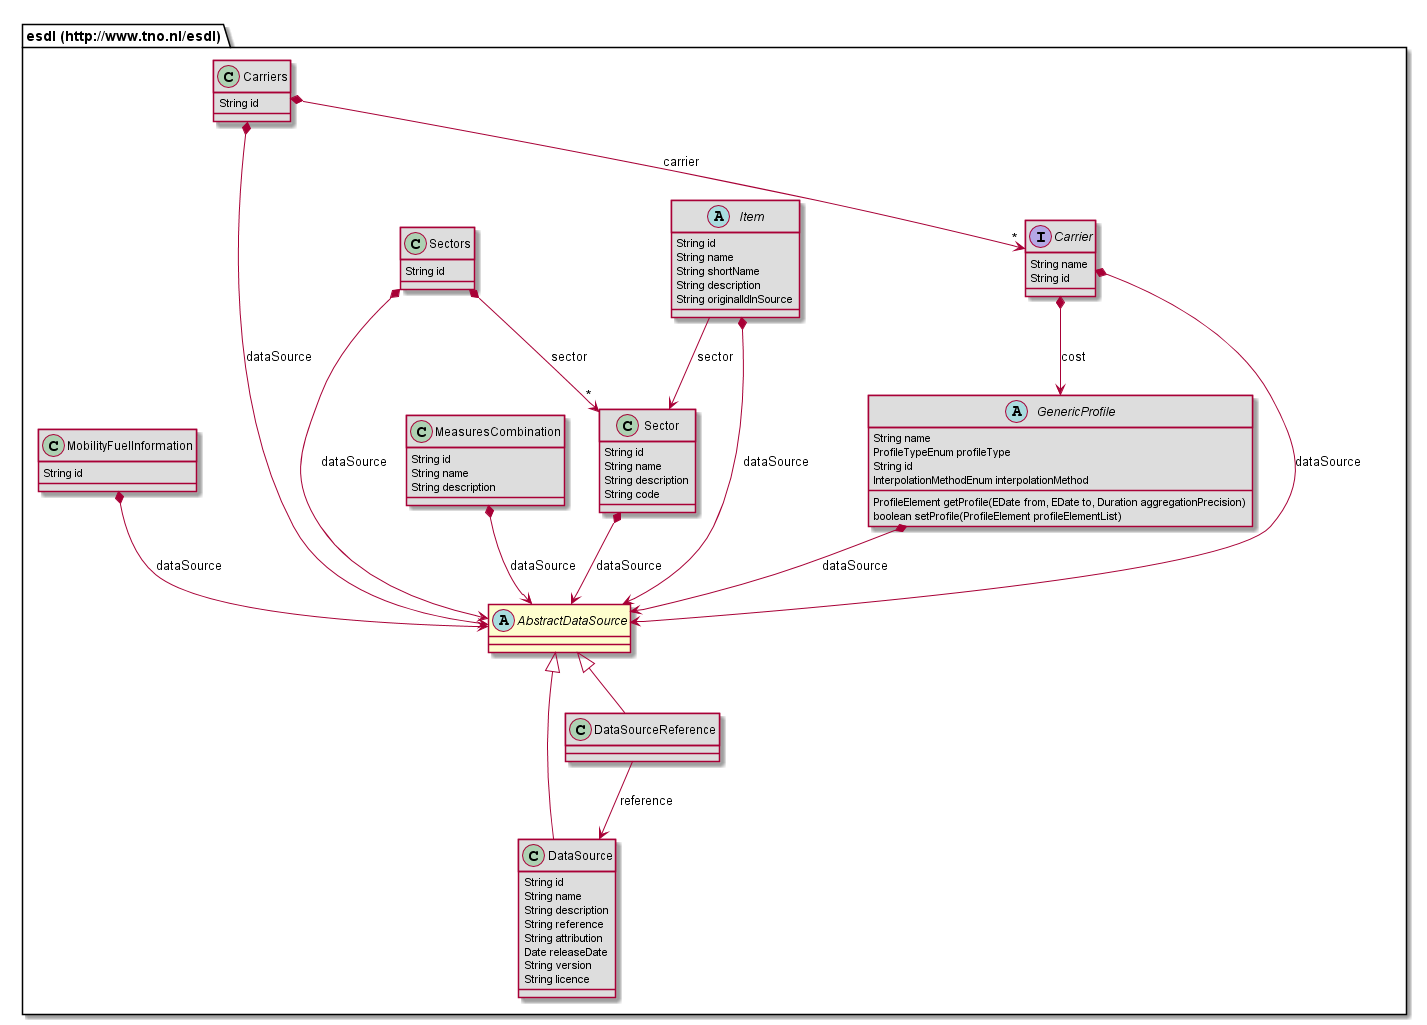 esdl (http://www.tno.nl/esdl)
C Carriers
String id
carrier
A Item
String id
String name
String shortName
String description
String originalIdInSource
C Sectors
String id
*
I Carrier
String name
String id
dataSource
sector
sector
cost
*
dataSource
dataSource
dataSource
A GenericProfile
String name
ProfileTypeEnum profileType
String id
InterpolationMethodEnum interpolationMethod
ProfileElement getProfile(EDate from, EDate to, Duration aggregationPrecision)
boolean setProfile(ProfileElement profileElementList)
C MobilityFuelInformation
String id
C MeasuresCombination
String id
String name
String description
C Sector
String id
String name
String description
String code
dataSource
dataSource
dataSource
dataSource
A AbstractDataSource
C DataSourceReference
reference
C DataSource
String id
String name
String description
String reference
String attribution
Date releaseDate
String version
String licence